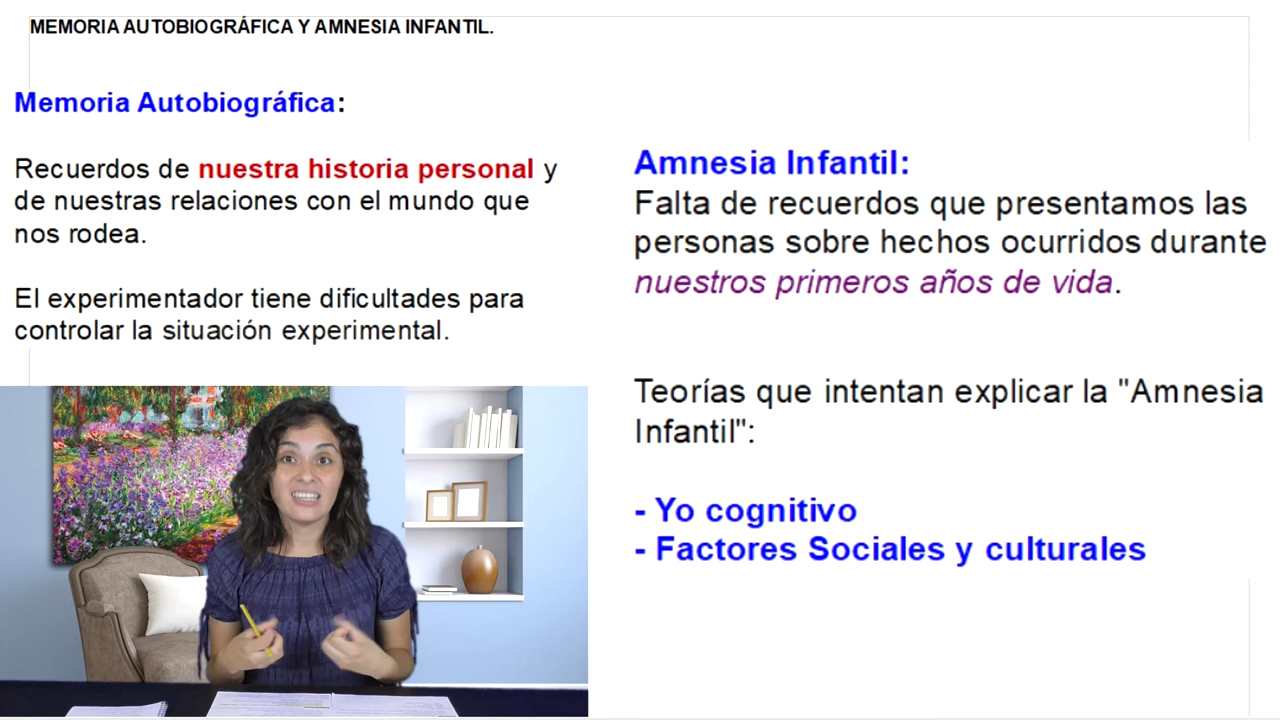 MEMORIA AUTOBIOGRÁFICA Y AMNESIA INFANTIL.
Memoria Autobiográfica:
Recuerdos de nuestra historia personal y
de nuestras relaciones con el mundo que
nos rodea.
El experimentador tiene dificultades para
controlar la situación experimental.
Amnesia Infantil:
Falta de recuerdos que presentamos las
personas sobre hechos ocurridos durante
nuestros primeros años de vida.
Teorías que intentan explicar la "Amnesia
Infantil":
- Yo cognitivo
- Factores Sociales y culturales